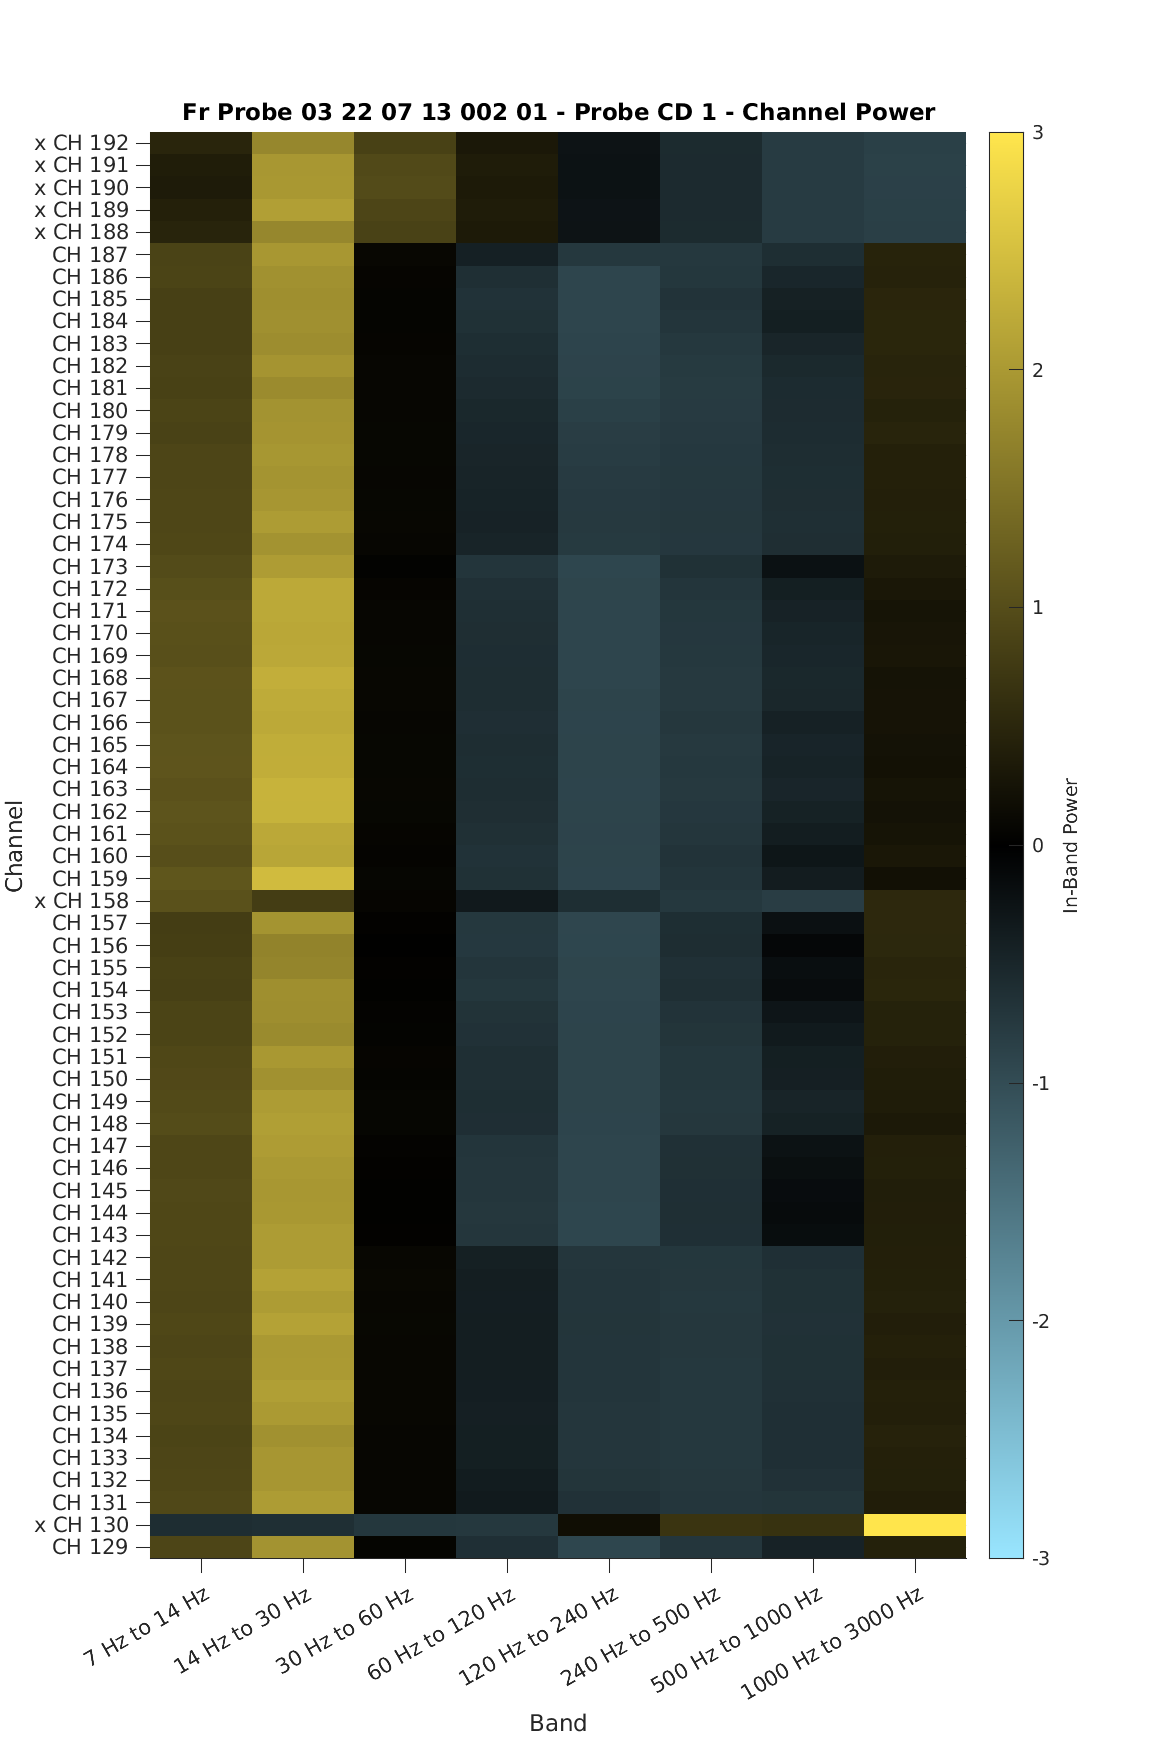 Fr Probe 03 22 07 13 002 01 - Probe CD 1 - Channel Power
x CH 192
x CH 191
x CH 190
x CH 189
x CH 188
CH 187
CH 186
CH 185
CH 184
CH 183
CH 182
CH 181
CH 180
CH 179
CH 178
CH 177
CH 176
CH 175
CH 174
CH 173
CH 172
CH 171
CH 170
CH 169
CH 168
CH 167
CH 166
CH 165
CH 164
CH 163
CH 162
CH 161
CH 160
CH 159
x CH 158
CH 157
CH 156
CH 155
CH 154
CH 153
CH 152
CH 151
CH 150
CH 149
CH 148
CH 147
CH 146
CH 145
CH 144
CH 143
CH 142
CH 141
CH 140
CH 139
CH 138
CH 137
CH 136
CH 135
CH 134
CH 133
CH 132
CH 131
x CH 130
CH 129
Channel
7 Hz to 14 Hz
14 Hz to 30 Hz
30 Hz to 60 Hz
60 Hz to 120 Hz
120 Hz to 240 Hz
240 Hz to 500 Hz
500 Hz to 1000 Hz
1000 Hz to 3000 Hz
Band
3
2
1
0
-1
-2
-3
In-Band Power